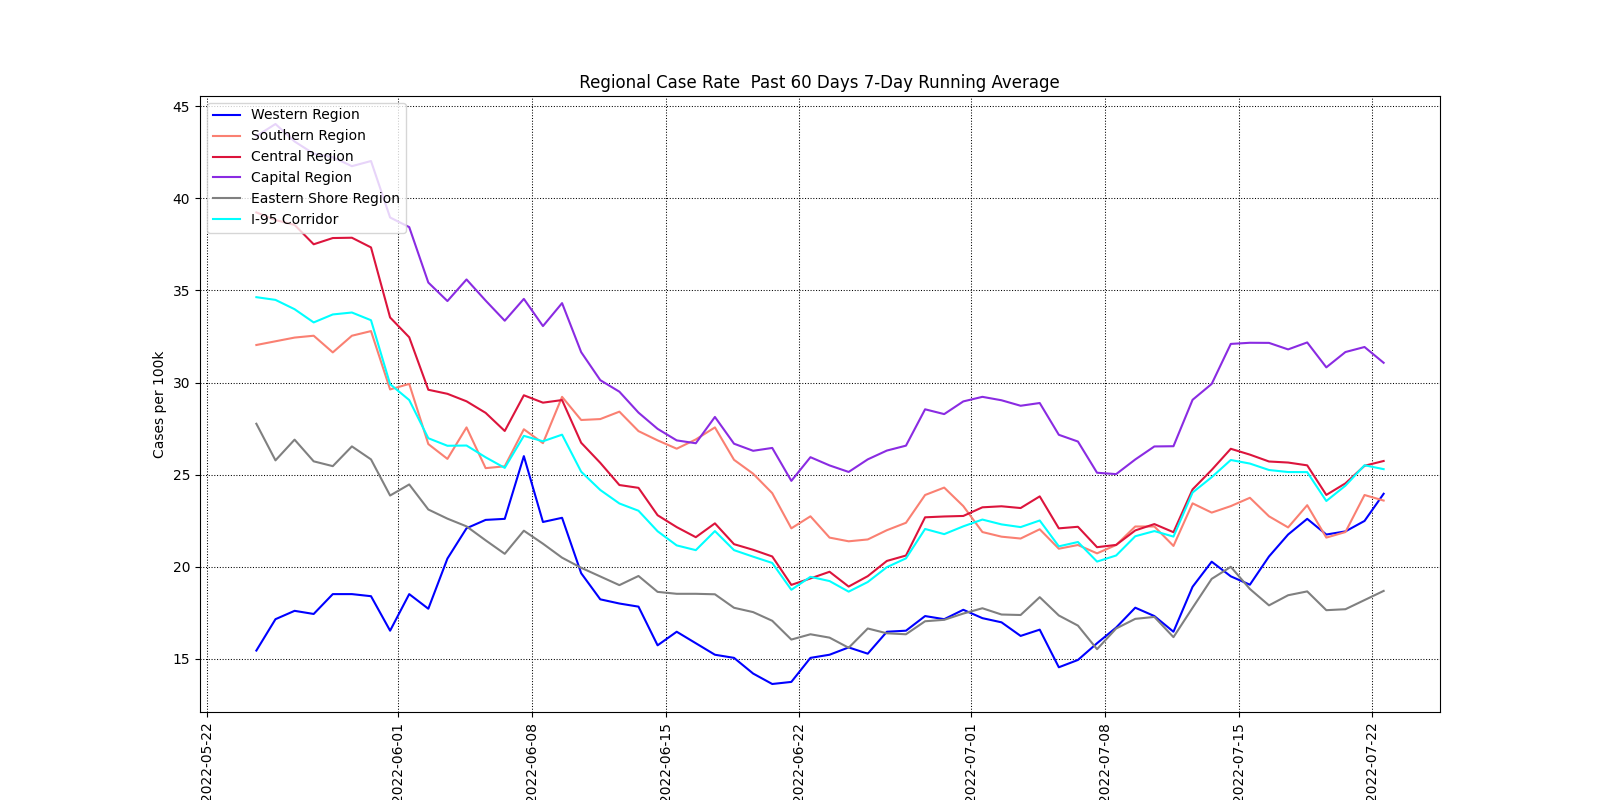 Regional Case Rate  Past 60 Days 7-Day Running Average
45
40
35
30
25
20
15
Cases per 100k
Western Region
Southern Region
Central Region
Capital Region
Eastern Shore Region
I-95 Corridor
2022-05-22
2022-06-01
2022-06-08
2022-06-15
2022-06-22
2022-07-01
2022-07-08
2022-07-15
2022-07-22